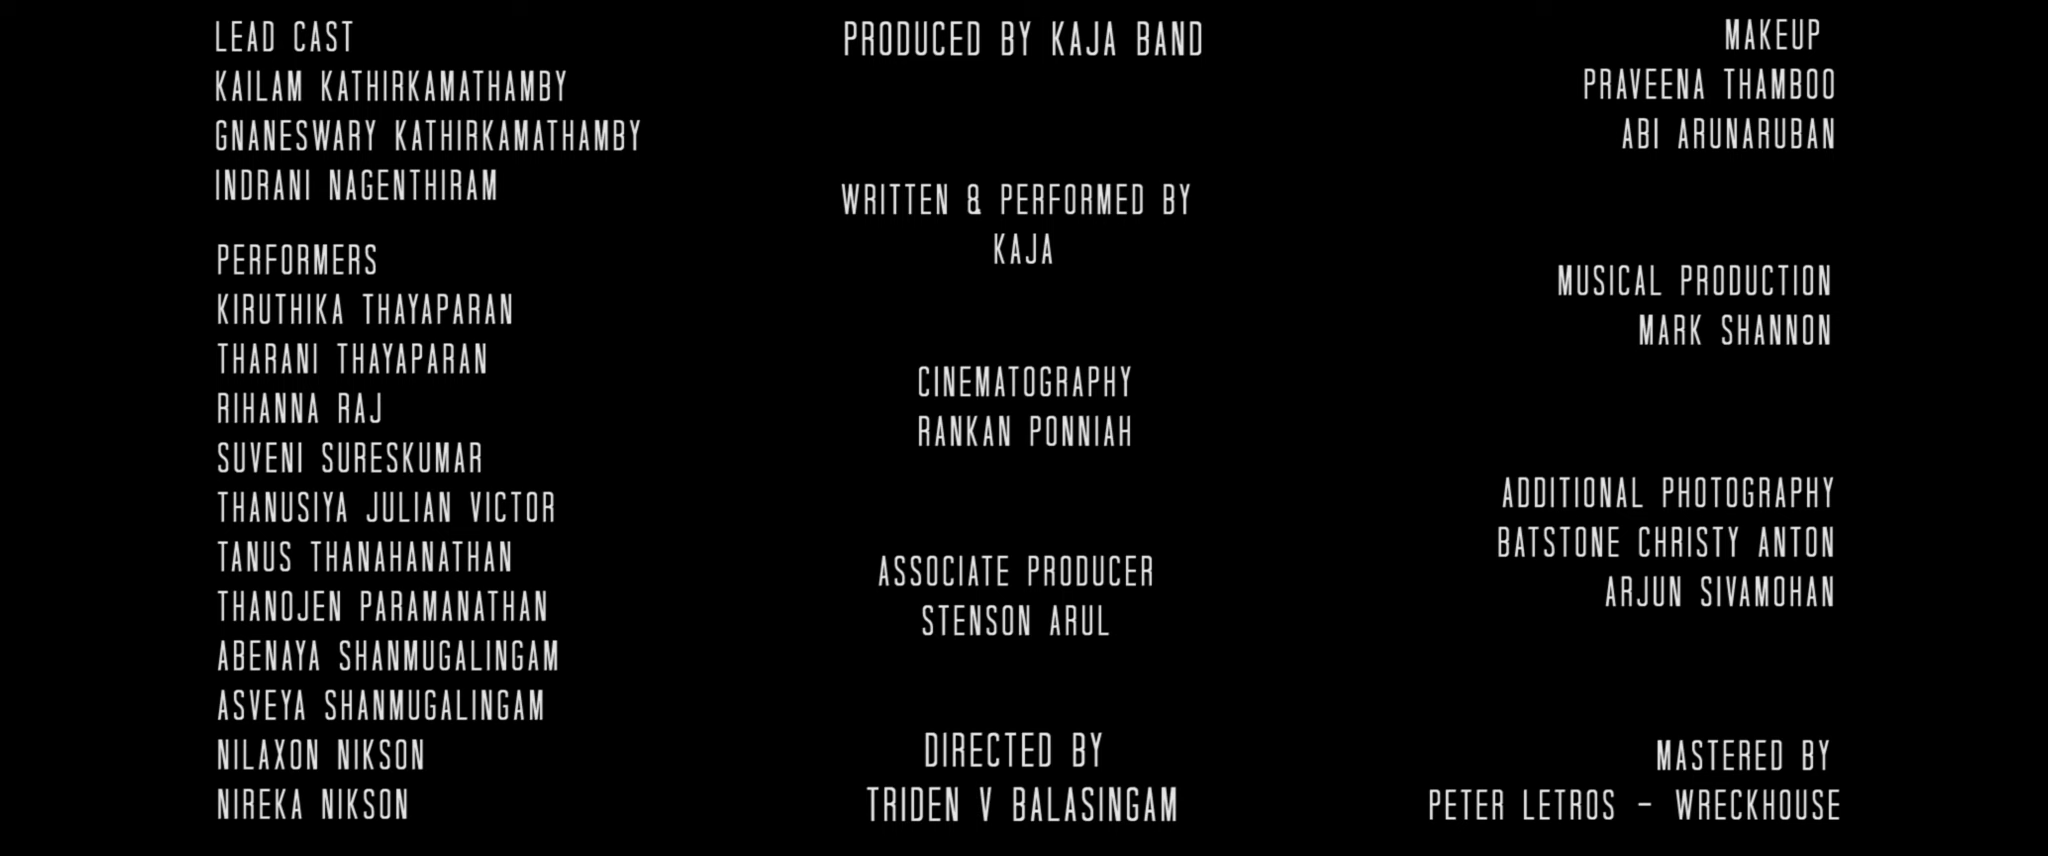 LEAD CAST
KAILAM KATHIRKAMATHAMBY
GNANESWARY KATHIRKAMATHAMBY
INDRANI NAGENTHIRAM
PERFORMERS
KIRUTHIKA THAYAPARAN
THARANI THAYAPARAN
RIHANNA RAJ
SUVENI SURESKUMAR
THANUSIYA JULIAN VICTOR
TANUS THANAHANATHAN
THANOJEN PARAMANATHAN
ABENAYA SHANMUGALINGAM
ASVEYA SHANMUGALINGAM
NILAXON NIKSON
NIREKA NIKSON
PRODUCED BY KAJA BAND
WRITTEN & PERFORMED BY
KAJA
CINEMATOGRAPHY
RANKAN PONNIAH
ASSOCIATE PRODUCER
STENSON ARUL
DIRECTED BY
TRIDEN V BALASINGAM
MAKEUP
PRAVEENA THAMBOO
ABI ARUNARUBAN
MUSICAL PRODUCTION
MARK SHANNON
ADDITIONAL PHOTOGRAPHY
BATSTONE CHRISTY ANTON
ARJUN SIVAMOHAN
MASTERED BY
PETER LETROS - WRECKHOUSE